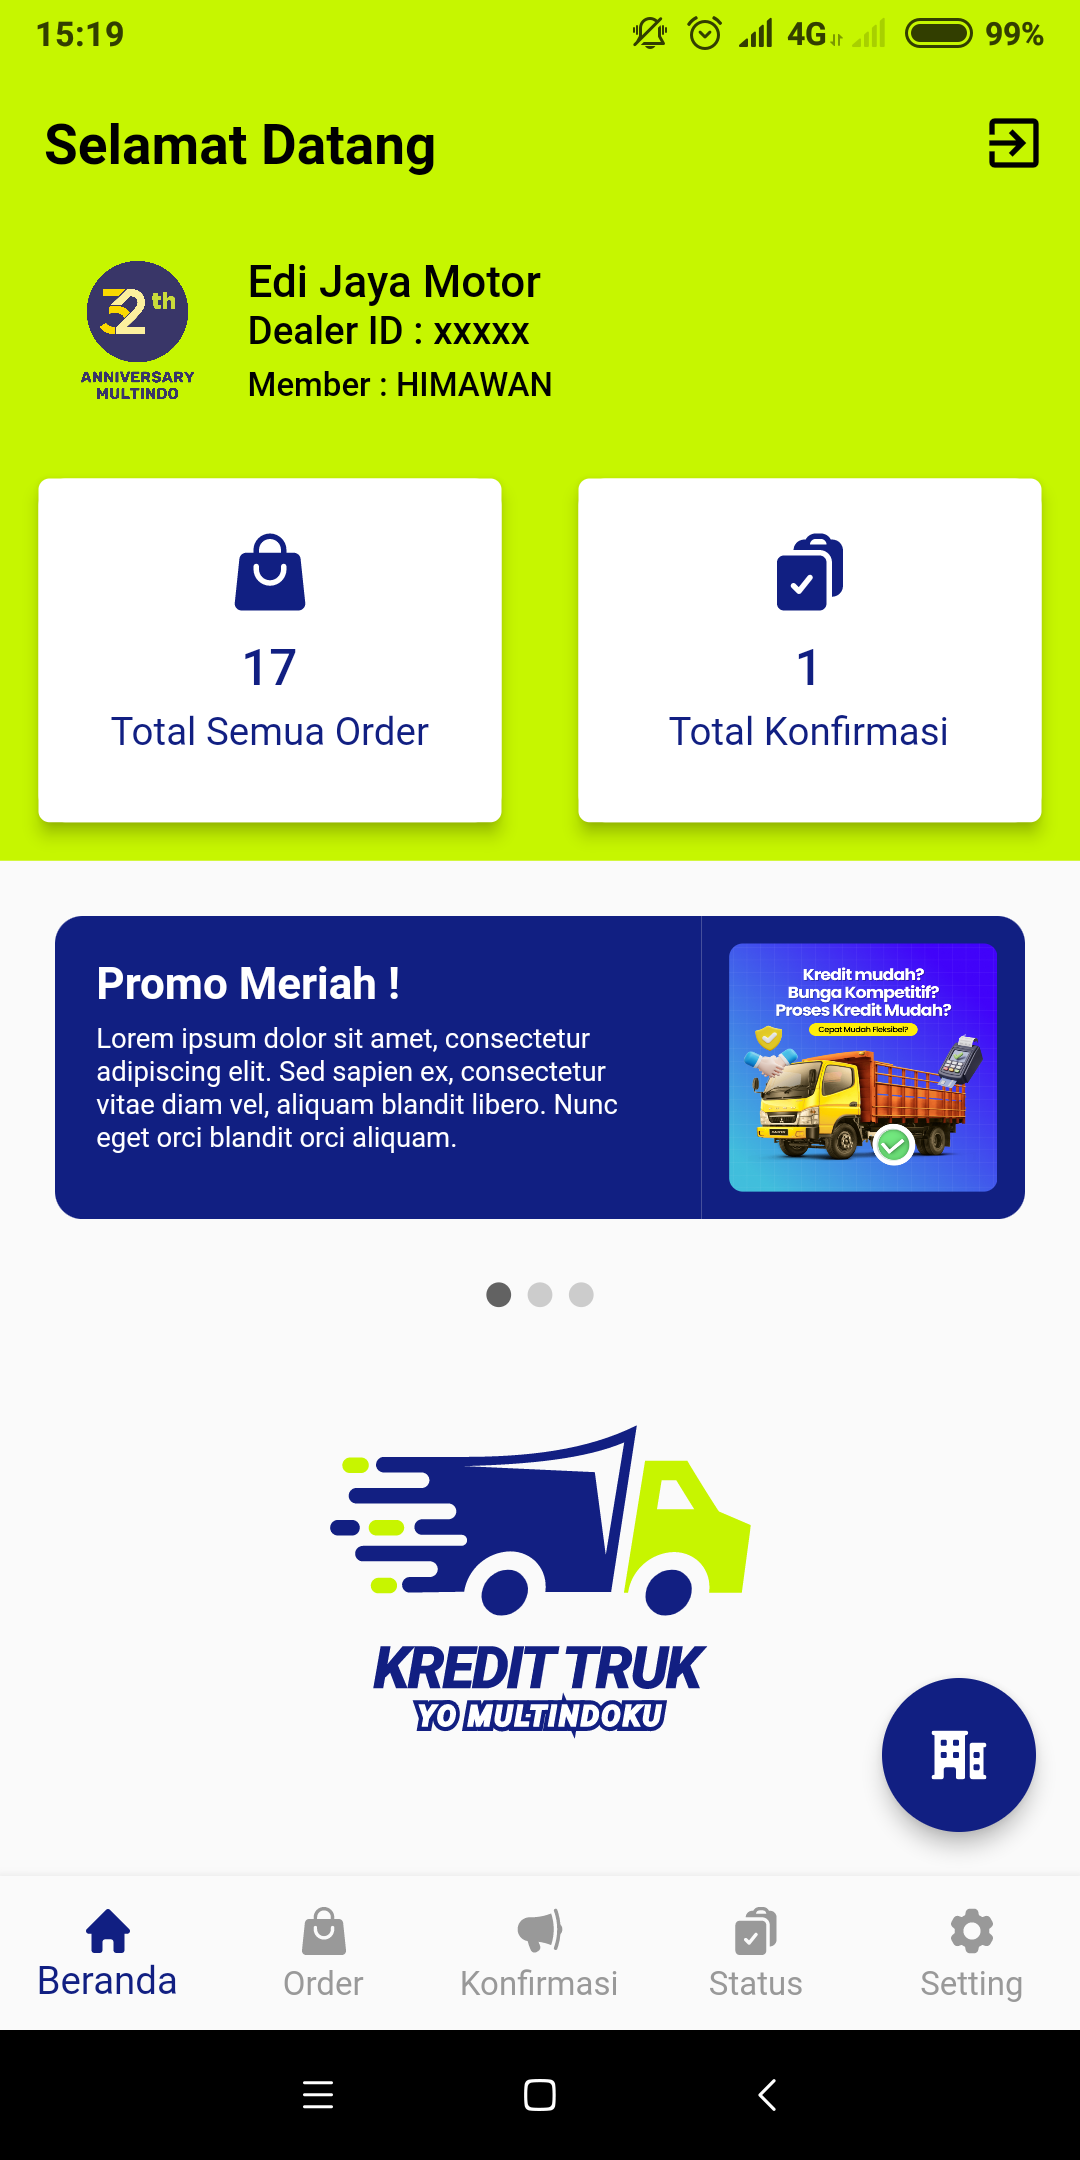 15:19
4G
99%
Selamat Datang
32th
ANNIVERSARY
MULTINDO
Edi Jaya Motor
Dealer ID : xxxxx
Member : HIMAWAN
17
Total Semua Order
1
Total Konfirmasi
Promo Meriah !
Lorem ipsum dolor sit amet, consectetur
adipiscing elit. Sed sapien ex, consectetur
vitae diam vel, aliquam blandit libero. Nunc
eget orci blandit orci aliquam.
Kredit mudah?
Bunga Kompetitif?
Proses Kredit Mudah?
Cepat Mudah Fleksibel?
KREDIT TRUK
YO MULTINDOKU
Beranda
Order
Konfirmasi
Status
Setting